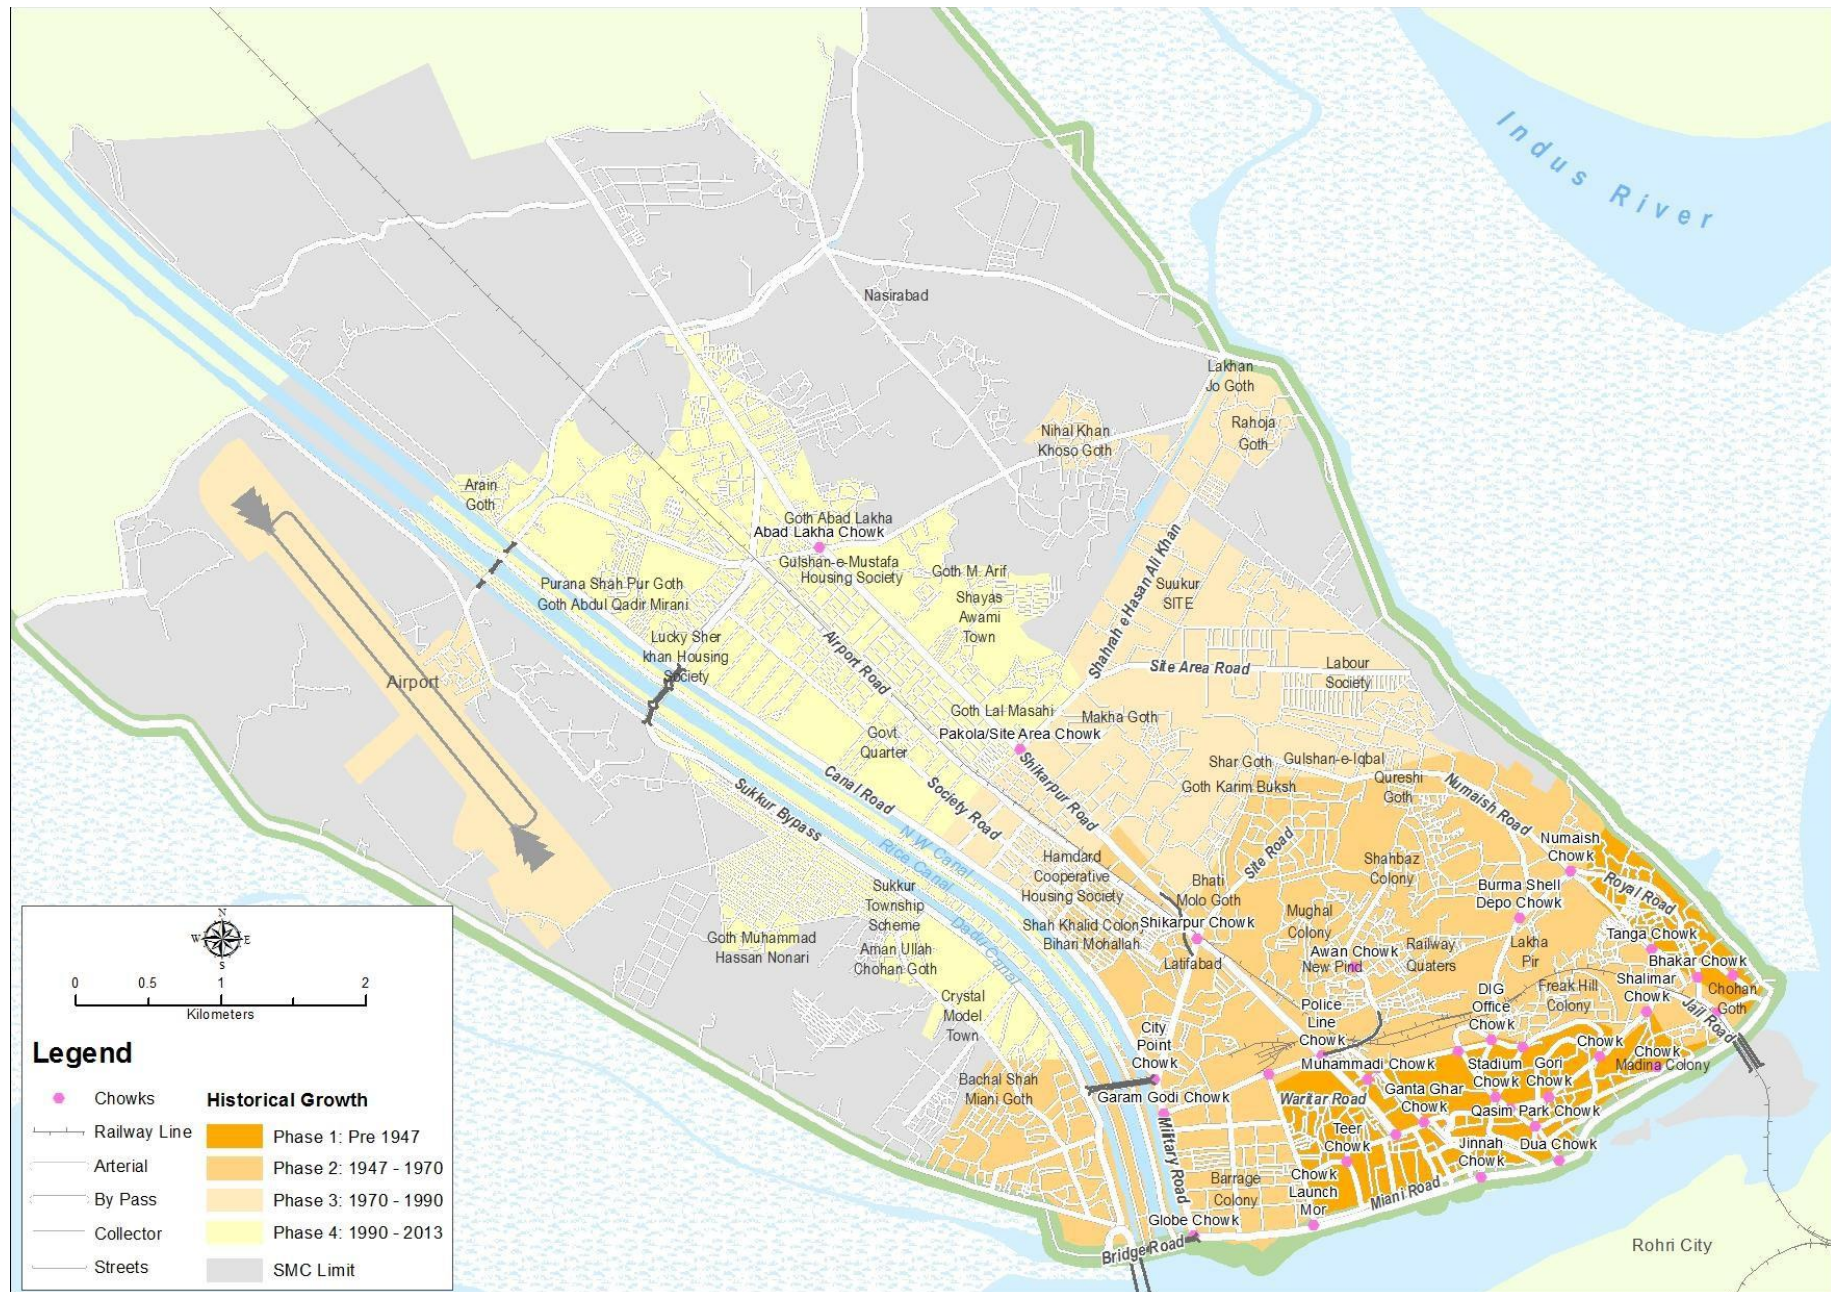 Indus River
Nasirabad
Lakhan
Jo Goth
Rahoja
Goth
Nihal Khan
Khoso Goth
Arain
Goth
Goth Abad Lakha
Abad Lakha Chowk
Gulshan-e-Mustafa
Housing Society
Goth M. Arif
Shayas
Awami
Town
Shahrah e Hasan Ali Khan
Suukur
SITE
Purana Shah Pur Goth
Goth Abdul Qadir Mirani
Lucky Sher
khan Housing
Society
Airport Road
Site Area Road
Labour
Society
Airport
Goth Lal Masahi
Makha Goth
Pakola/Site Area Chowk
Govt.
Quarter
Shar Goth
Gulshan-e-Iqbal
Goth Karim Buksh
Qureshi
Goth
Shikarpur Road
Numaish Road
Canal Road
Society Road
Sukkur Bypass
N.W Canal
Rice Canal
Dadu Canal
Site Road
Numaish
Chowk
Hamdard
Cooperative
Housing Society
Shahbaz
Colony
Bhati
Molo Goth
Burma Shell
Depo Chowk
Royal Road
Sukkur
Township
Scheme
Shah Khalid Colon
Bihari Mohallah
Shikarpur Chowk
Mughal
Colony
Awan Chowk
New Pind
Railway
Quaters
Lakha
Pir
Tanga Chowk
Bhakar Chowk
Goth Muhammad
Hassan Nonari
Aman Ullah
Chohan Goth
Latifabad
Shalimar
Chowk
Chohan
Goth
Freak Hill
Colony
DIG
Office
Chowk
Jail Road
Crystal
Model
Town
Police
Line
Chowk
City
Point
Chowk
Chowk
Chowk
Madina Colony
Muhammadi Chowk
Stadium
Chowk
Gori
Chowk
Bachal Shah
Miani Goth
Garam Godi Chowk
Waritar Road
Ganta Ghar
Chowk
Qasim Park Chowk
Teer
Chowk
Jinnah
Chowk
Dua Chowk
Military Road
Barrage
Colony
Chowk
Launch
Mor
Miani Road
Globe Chowk
Bridge Road
Rohri City
N
W E
S
0 0.5 1 2
Kilometers
Legend
Chowks
Railway Line
Arterial
By Pass
Collector
Streets
Historical Growth
Phase 1: Pre 1947
Phase 2: 1947 - 1970
Phase 3: 1970 - 1990
Phase 4: 1990 - 2013
SMC Limit